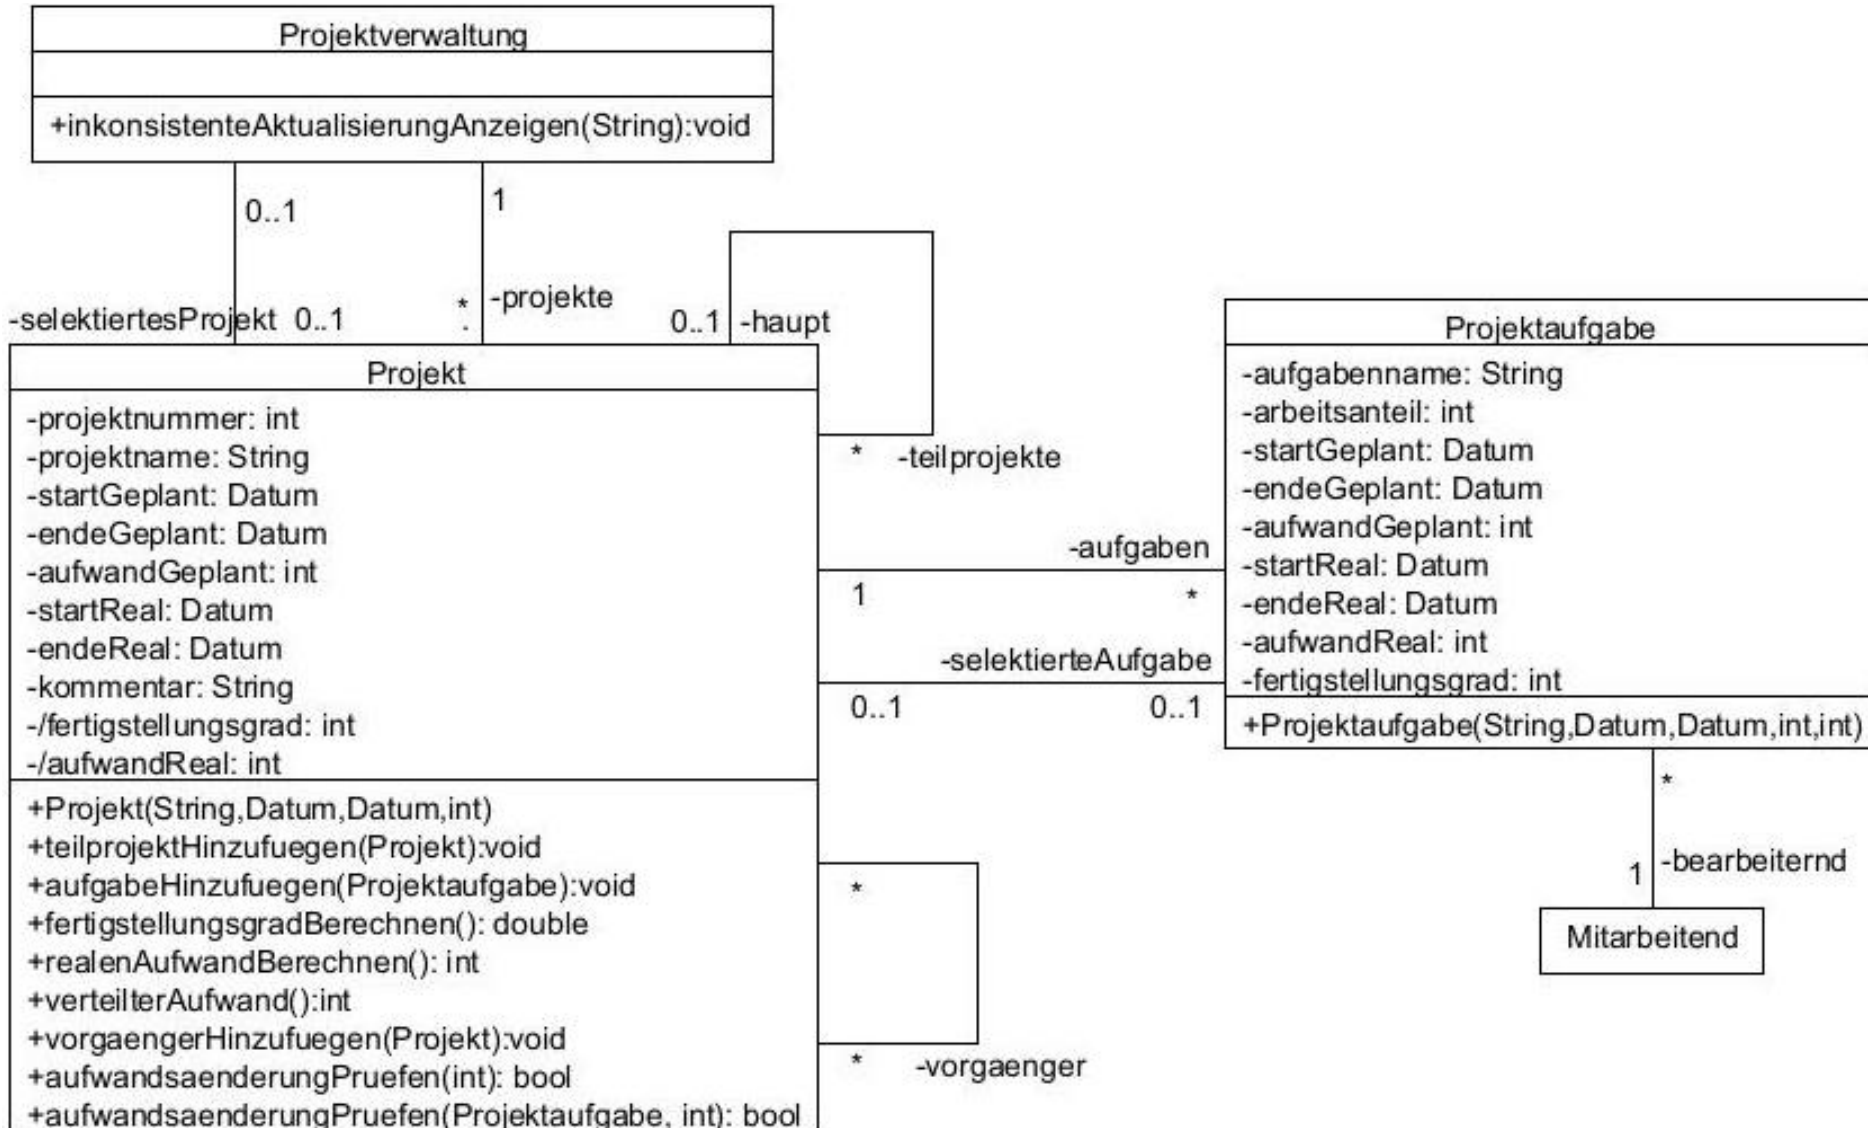 Projektverwaltung
+inkonsistenteAktualisierungAnzeigen(String):void
0..1
1
-selektiertesProjekt 0..1
*
.
-projekte
0..1
-haupt
*
-teilprojekte
Projekt
-projektnummer: int
-projektname: String
-startGeplant: Datum
-endeGeplant: Datum
-aufwandGeplant: int
-startReal: Datum
-endeReal: Datum
-kommentar: String
-/fertigstellungsgrad: int
-/aufwandReal: int
+Projekt(String,Datum,Datum,int)
+teilprojektHinzufuegen(Projekt):void
+aufgabeHinzufuegen(Projektaufgabe):void
+fertigstellungsgradBerechnen(): double
+realenAufwandBerechnen(): int
+verteilterAufwand():int
+vorgaengerHinzufuegen(Projekt):void
+aufwandsaenderungPruefen(int): bool
+aufwandsaenderungPruefen(Projektaufgabe, int): bool
-aufgaben
1
*
-selektierteAufgabe
0..1
0..1
*
*
-vorgaenger
Projektaufgabe
-aufgabenname: String
-arbeitsanteil: int
-startGeplant: Datum
-endeGeplant: Datum
-aufwandGeplant: int
-startReal: Datum
-endeReal: Datum
-aufwandReal: int
-fertigstellungsgrad: int
+Projektaufgabe(String,Datum,Datum,int,int)
*
1
-bearbeiternd
Mitarbeitend